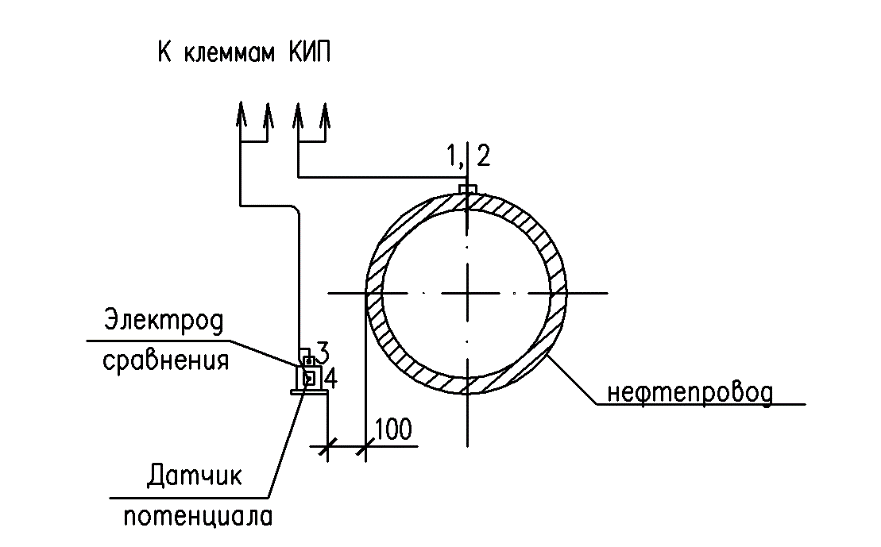 К клеммам КИП
1, 2
Электрод
сравнения
3
4
нефтепровод
100
Датчик
потенциала